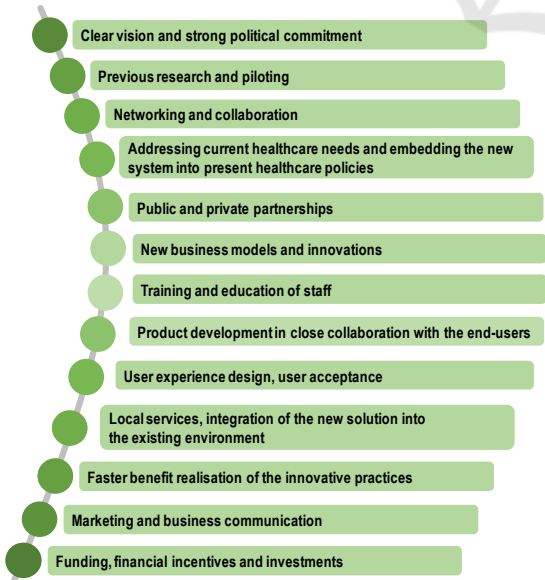 Clear vision and strong political commitment
Previous research and piloting
Networking and collaboration
Addressing current healthcare needs and embedding the new
system into present healthcare policies
Public and private partnerships
New business models and innovations
Training and education of staff
Product development in close collaboration with the end-users
User experience design, user acceptance
Local services, integration of the new solution into
the existing environment
Faster benefit realisation of the innovative practices
Marketing and business communication
Funding, financial incentives and investments